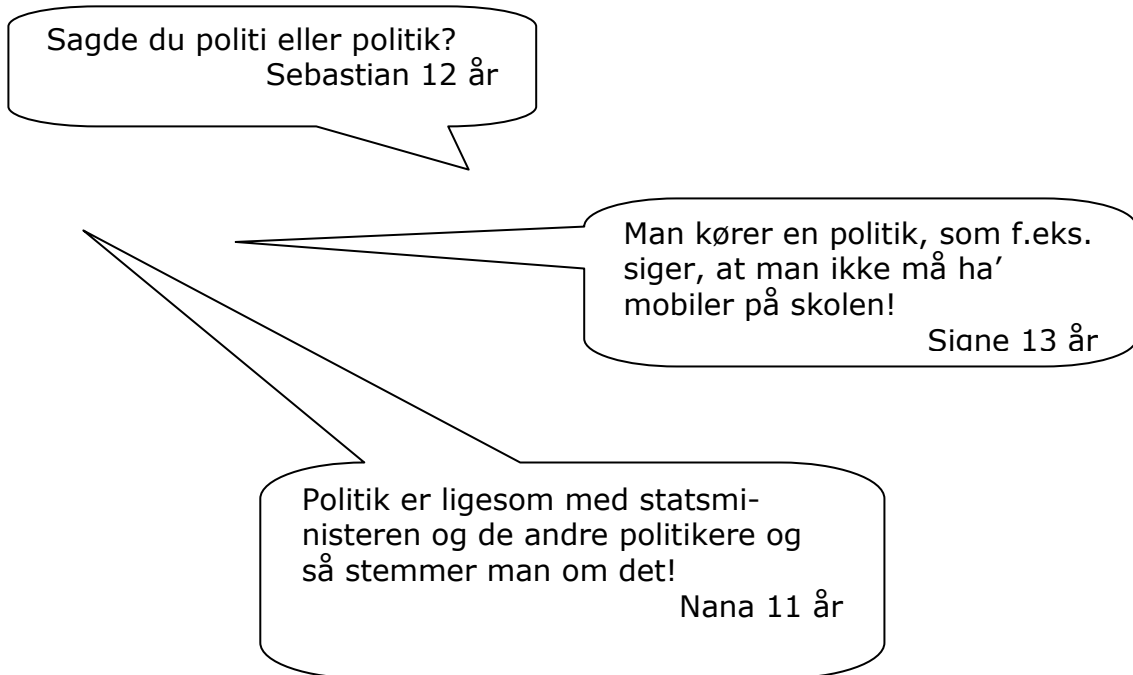 Sagde du politi eller politik?
Sebastian 12 år
Man kører en politik, som f.eks.
siger, at man ikke må ha’
mobiler på skolen!
Signe 13 år
Politik er ligesom med statsmi-
nisteren og de andre politikere og
så stemmer man om det!
Nana 11 år